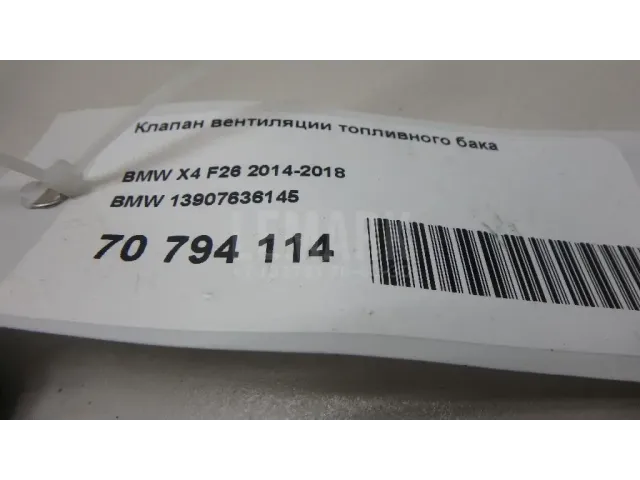 Клапан вентиляции топливного бака
BMW X4 F26 2014-2018
BMW 13907636145
70 794 114